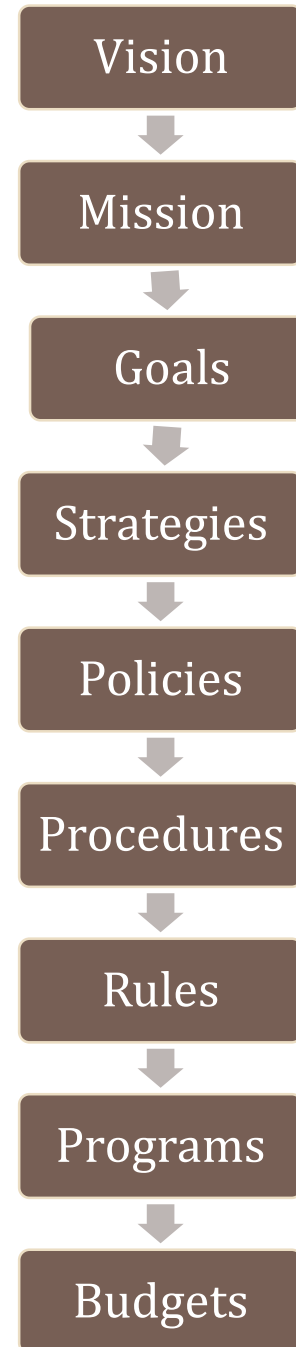 Vision
Mission
Goals
Strategies
Policies
Procedures
Rules
Programs
Budgets